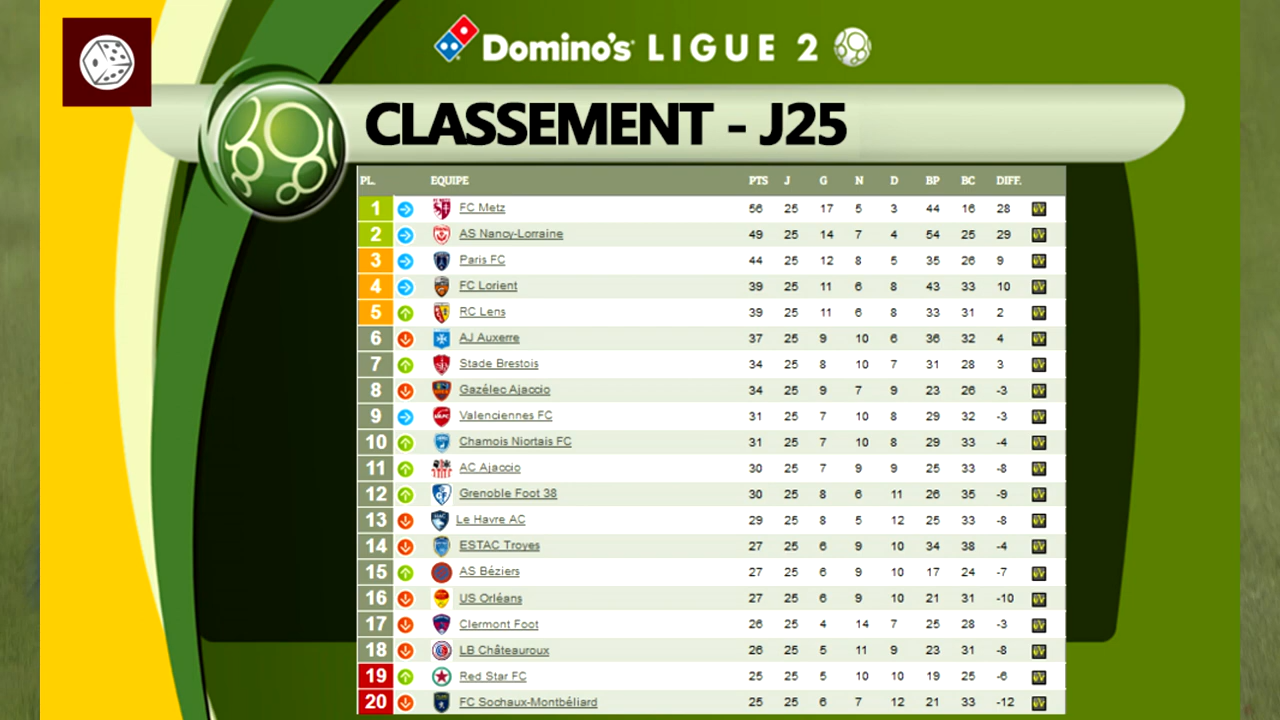 Domino's LIGUE 2
CLASSEMENT - J25
PL. EQUIPE PTS J G N D BP BC DIFF.
1 FC Metz 56 25 17 5 3 44 16 28
2 AS Nancy-Lorraine 49 25 14 7 4 54 25 29
3 Paris FC 44 25 12 8 5 35 26 9
4 FC Lorient 39 25 11 6 8 43 33 10
5 RC Lens 39 25 11 6 8 33 31 2
6 AJ Auxerre 37 25 9 10 6 36 32 4
7 Stade Brestois 34 25 8 10 7 31 28 3
8 Gazélec Ajaccio 34 25 9 7 9 23 26 -3
9 Valenciennes FC 31 25 7 10 8 29 32 -3
10 Chamois Niortais FC 31 25 7 10 8 29 33 -4
11 AC Ajaccio 30 25 7 9 9 25 33 -8
12 Grenoble Foot 38 30 25 8 6 11 26 35 -9
13 Le Havre AC 29 25 8 5 12 25 33 -8
14 ESTAC Troyes 27 25 6 9 10 34 38 -4
15 AS Béziers 27 25 6 9 10 17 24 -7
16 US Orléans 27 25 6 9 10 21 31 -10
17 Clermont Foot 26 25 4 14 7 25 28 -3
18 LB Châteauroux 26 25 5 11 9 23 31 -8
19 Red Star FC 25 25 5 10 10 19 25 -6
20 FC Sochaux-Montbéliard 25 25 6 7 12 21 33 -12